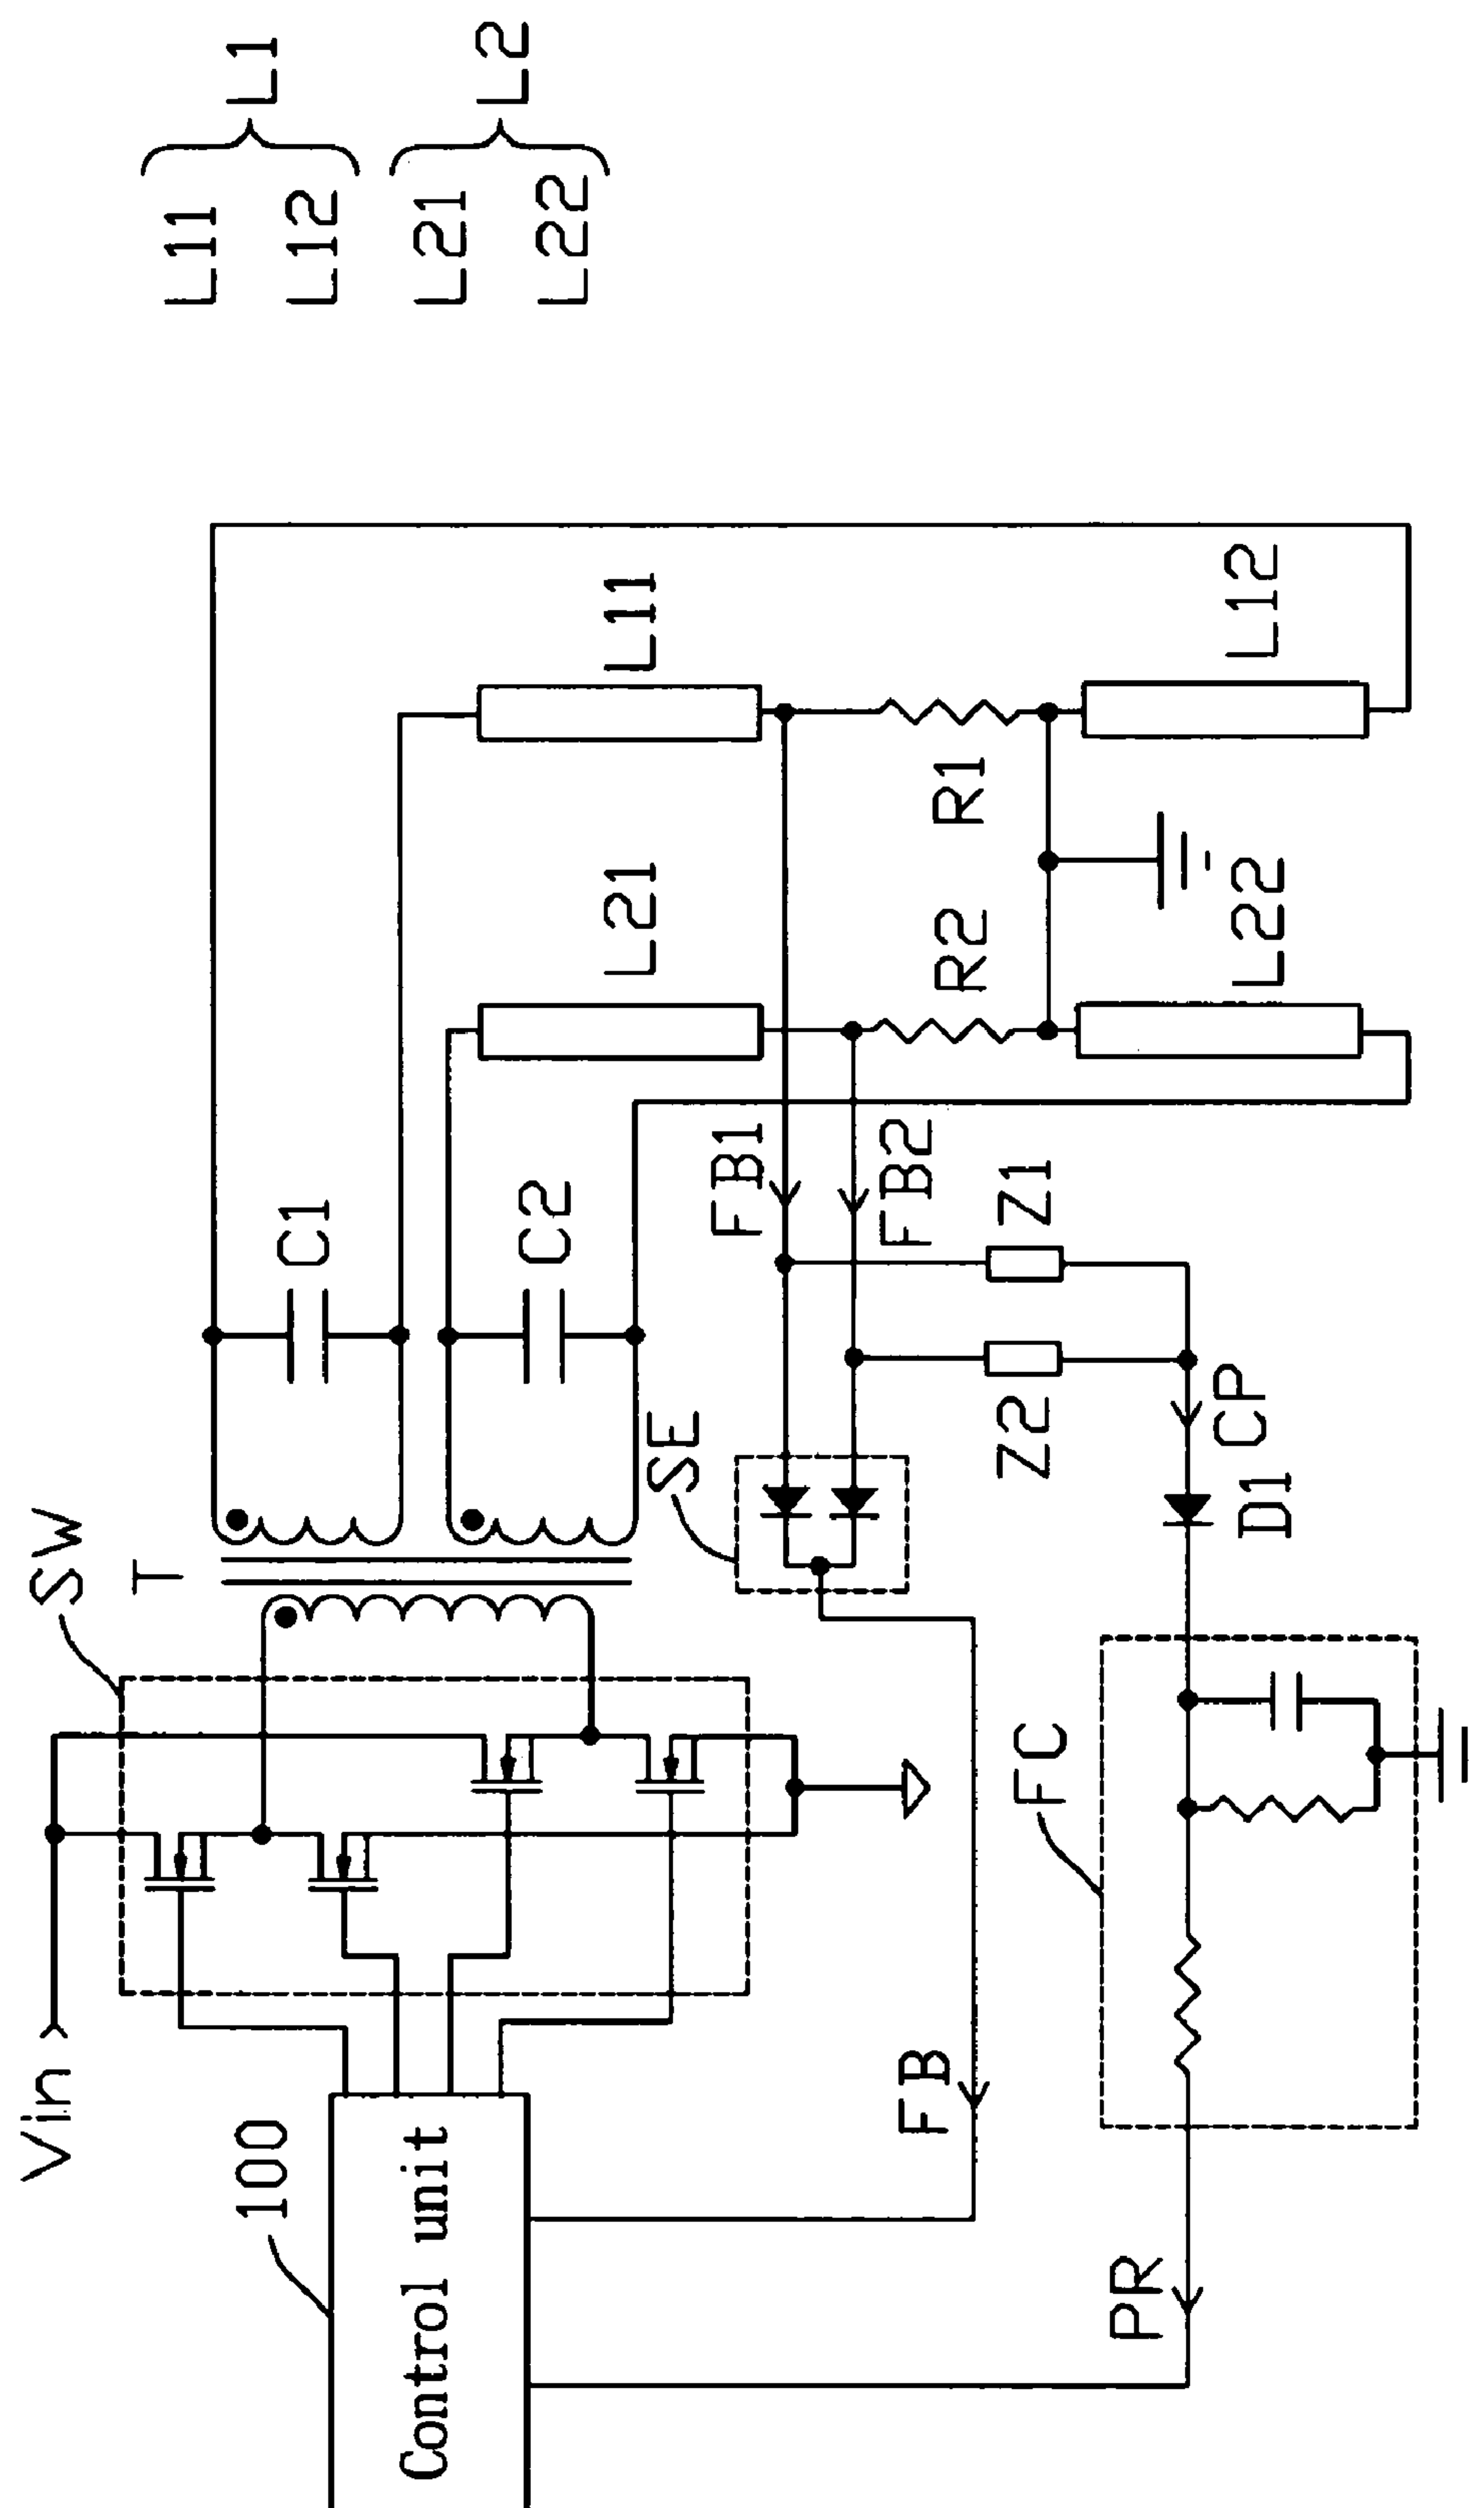 Vin
SW
T
100
Control unit
C1
C2
L11
L12
L1
L21
L22
L2
L11
L21
R1
R2
L12
L22
FB1
FB2
SE
Z1
Z2
CP
D1
FB
FC
PR